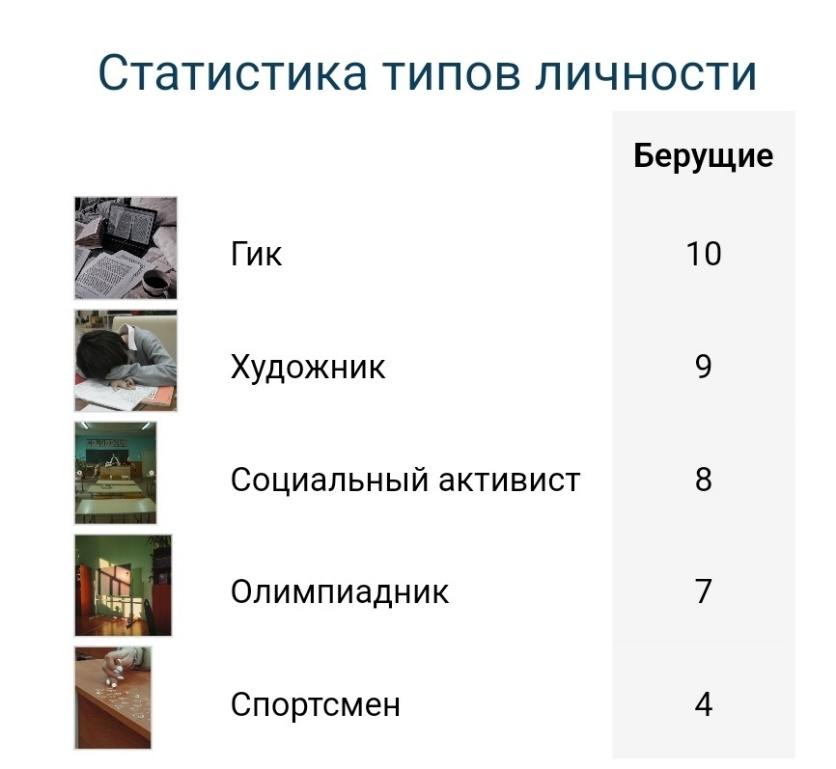 Статистика типов личности
Берущие
Гик 10
Художник 9
Социальный активист 8
Олимпиадник 7
Спортсмен 4